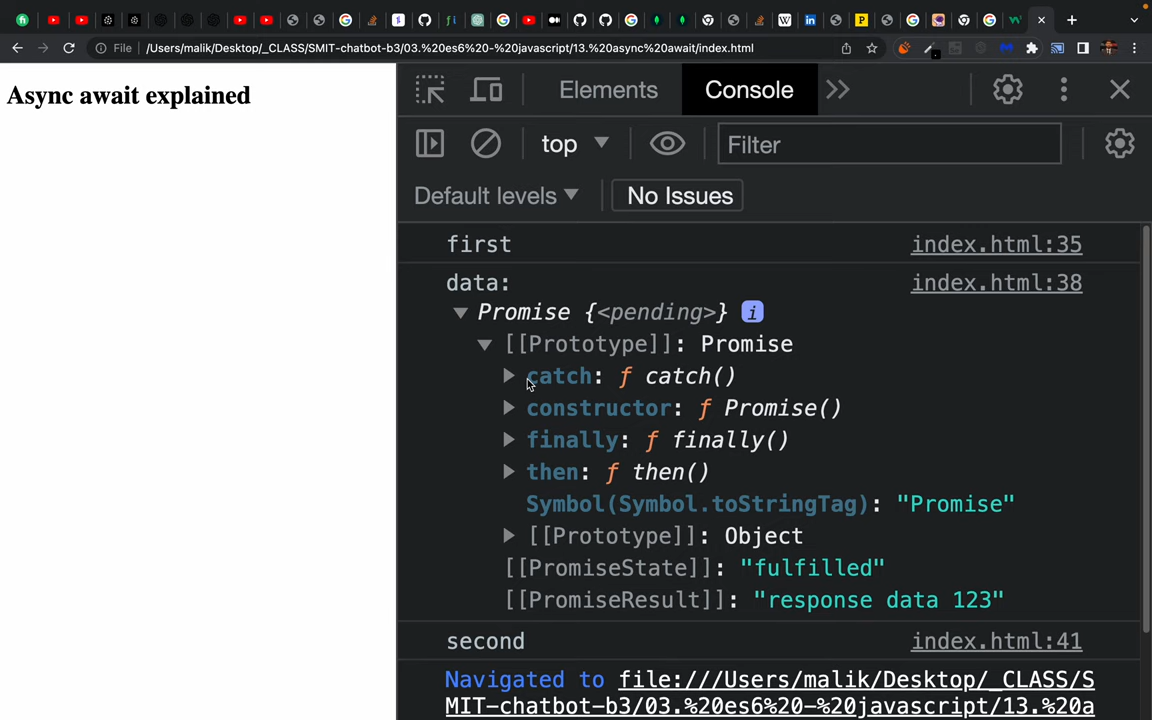 File
/Users/malik/Desktop/_CLASS/SMIT-chatbot-b3/03.%20es6%20-%20javascript/13.%20async%20await/index.html
Async await explained
Elements
Console
top
Filter
Default levels
No Issues
first index.html:35
data: index.html:38
Promise {<pending>} i
[[Prototype]]: Promise
catch: ƒ catch()
constructor: ƒ Promise()
finally: ƒ finally()
then: ƒ then()
Symbol(Symbol.toStringTag): "Promise"
[[Prototype]]: Object
[[PromiseState]]: "fulfilled"
[[PromiseResult]]: "response data 123"
second index.html:41
Navigated to file:///Users/malik/Desktop/_CLASS/S
MIT-chatbot-b3/03.%20es6%20-%20javascript/13.%20a